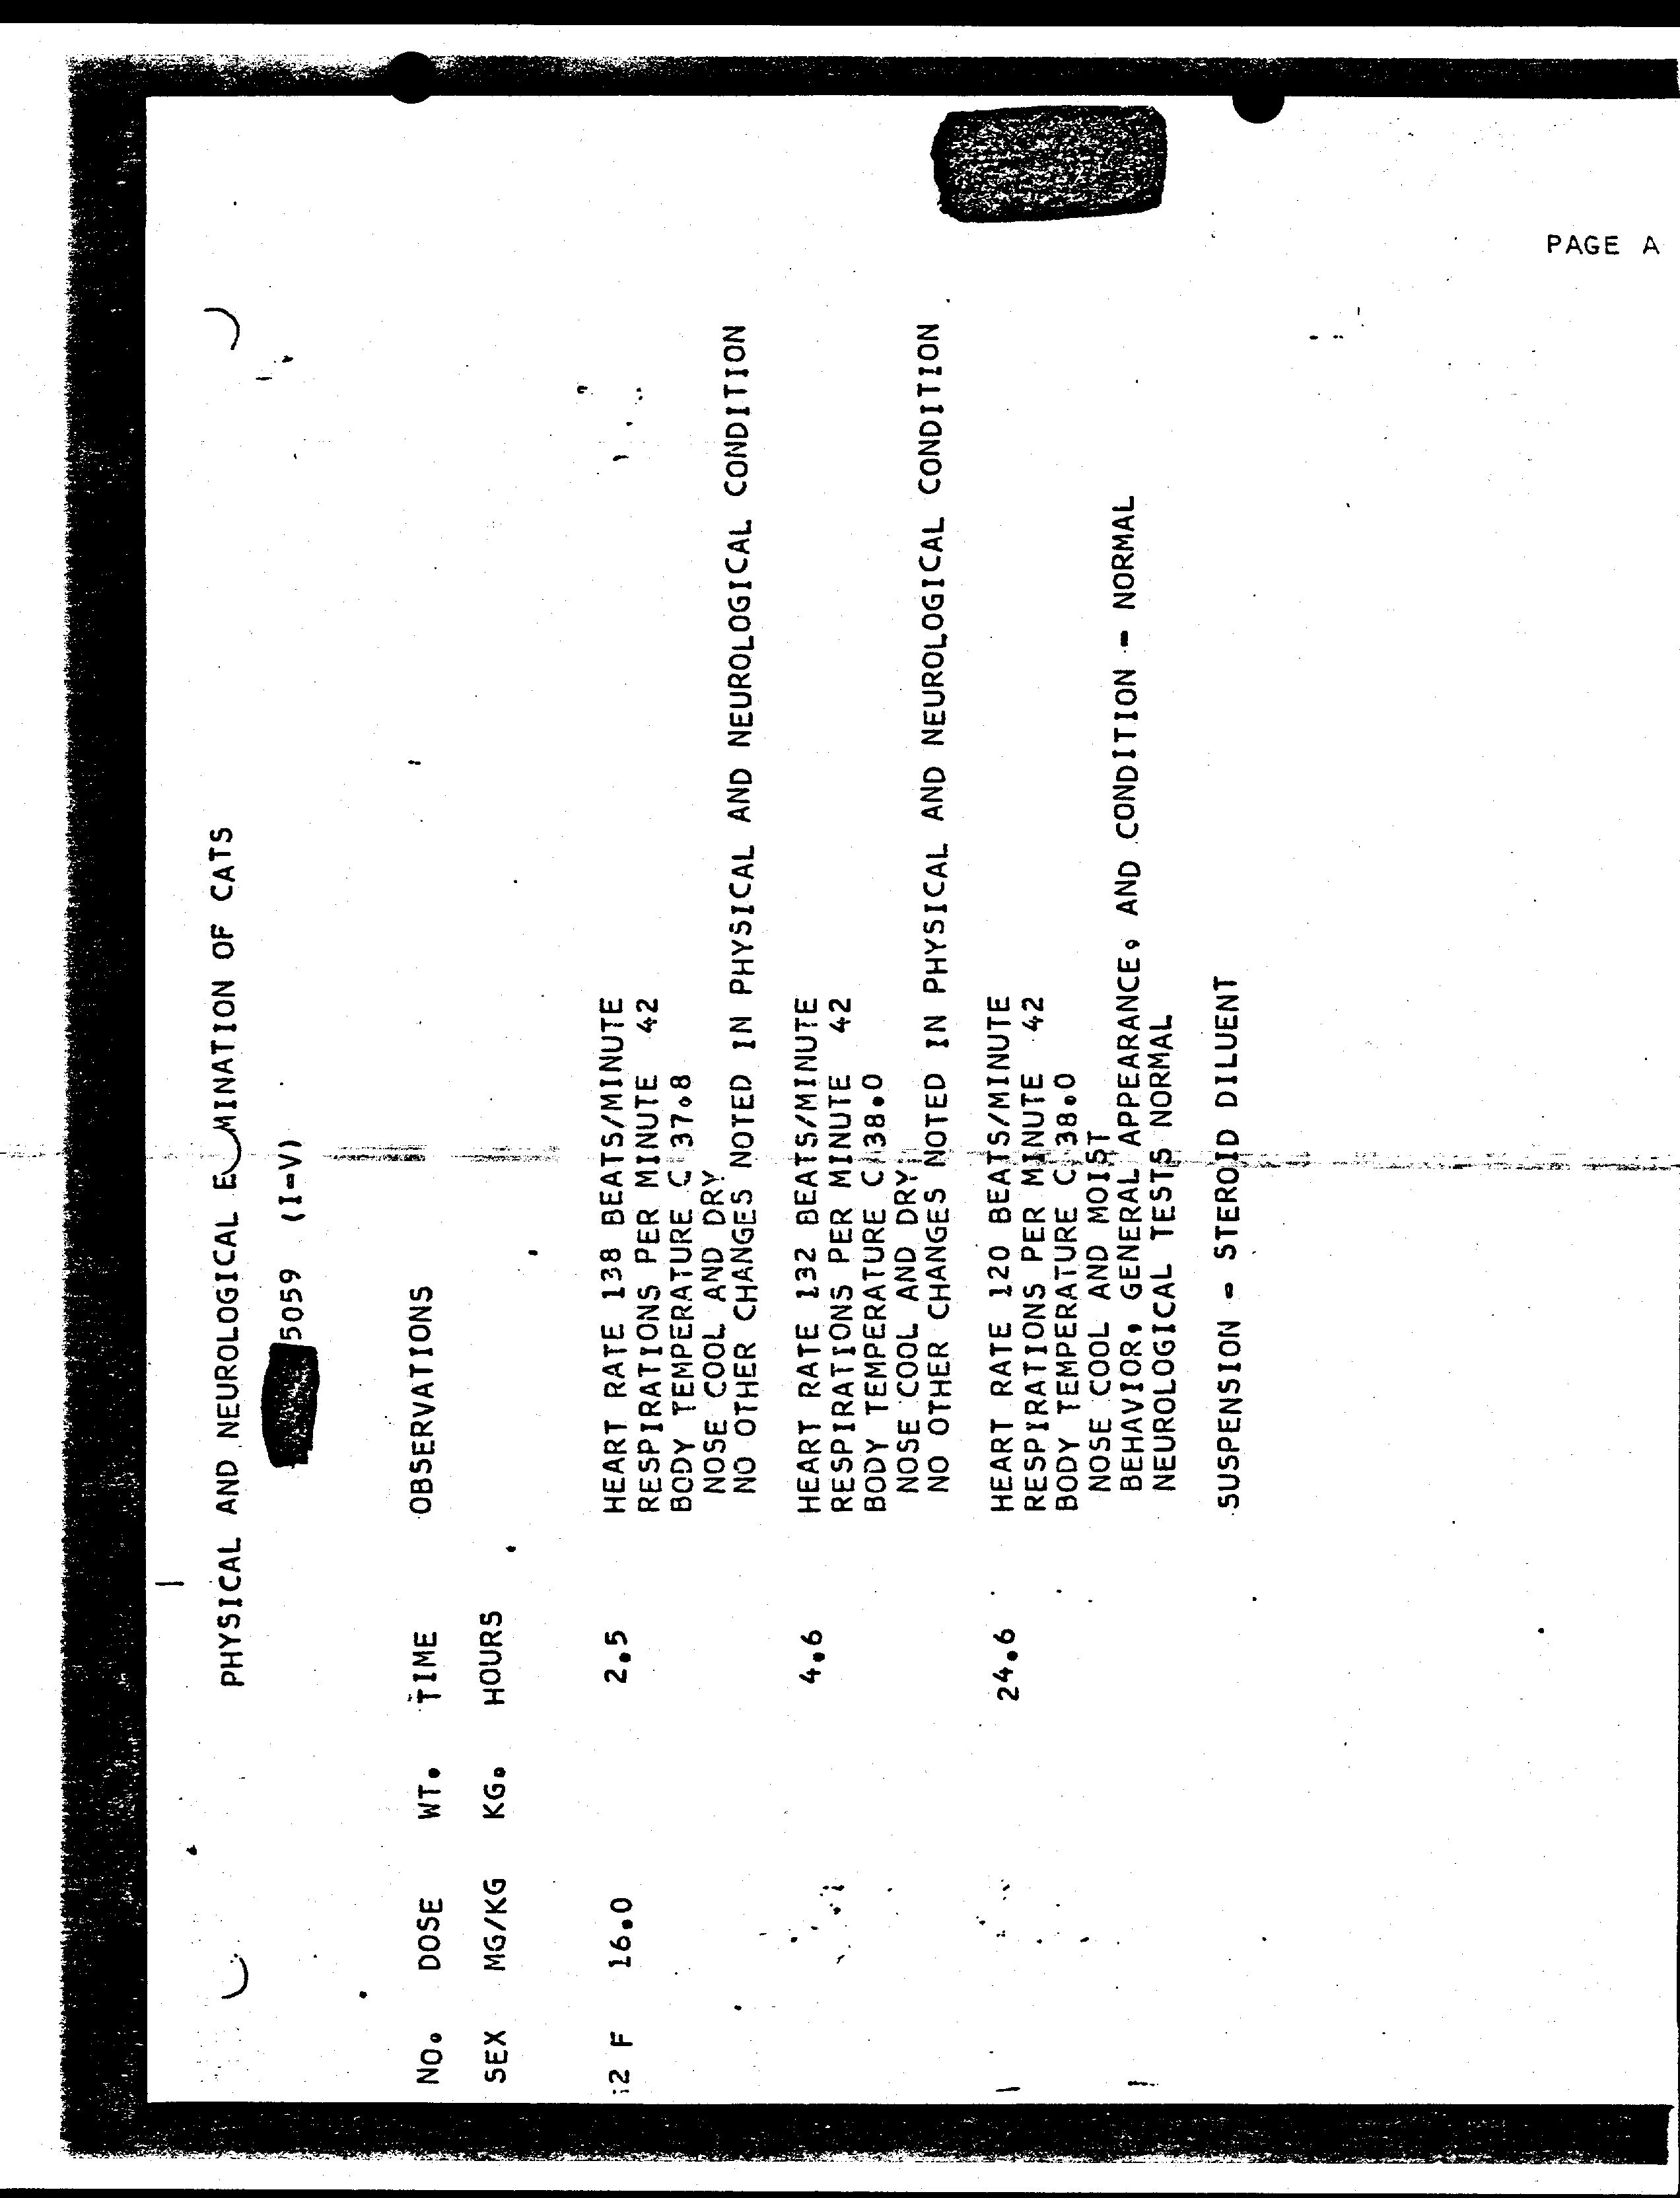 PHYSICAL AND NEUROLOGICAL E MINATION OF CATS
5059 (I-V)
NO. DOSE WT. TIME OBSERVATIONS
SEX MG/KG KG. HOURS
2 F 16.0 2.5 HEART RATE 138 BEATS/MINUTE
RESPIRATIONS PER MINUTE 42
BODY TEMPERATURE C 37.8
NOSE COOL AND DRY
NO OTHER CHANGES NOTED IN PHYSICAL AND NEUROLOGICAL CONDITION
4.6 HEART RATE 132 BEATS/MINUTE
RESPIRATIONS PER MINUTE 42
BODY TEMPERATURE C 38.0
NOSE COOL AND DRY
NO OTHER CHANGES NOTED IN PHYSICAL AND NEUROLOGICAL CONDITION
24.6 HEART RATE 120 BEATS/MINUTE
RESPIRATIONS PER MINUTE 42
BODY TEMPERATURE C 38.0
NOSE COOL AND MOIST
BEHAVIOR, GENERAL APPEARANCE, AND CONDITION - NORMAL
NEUROLOGICAL TESTS NORMAL
SUSPENSION - STEROID DILUENT
PAGE A